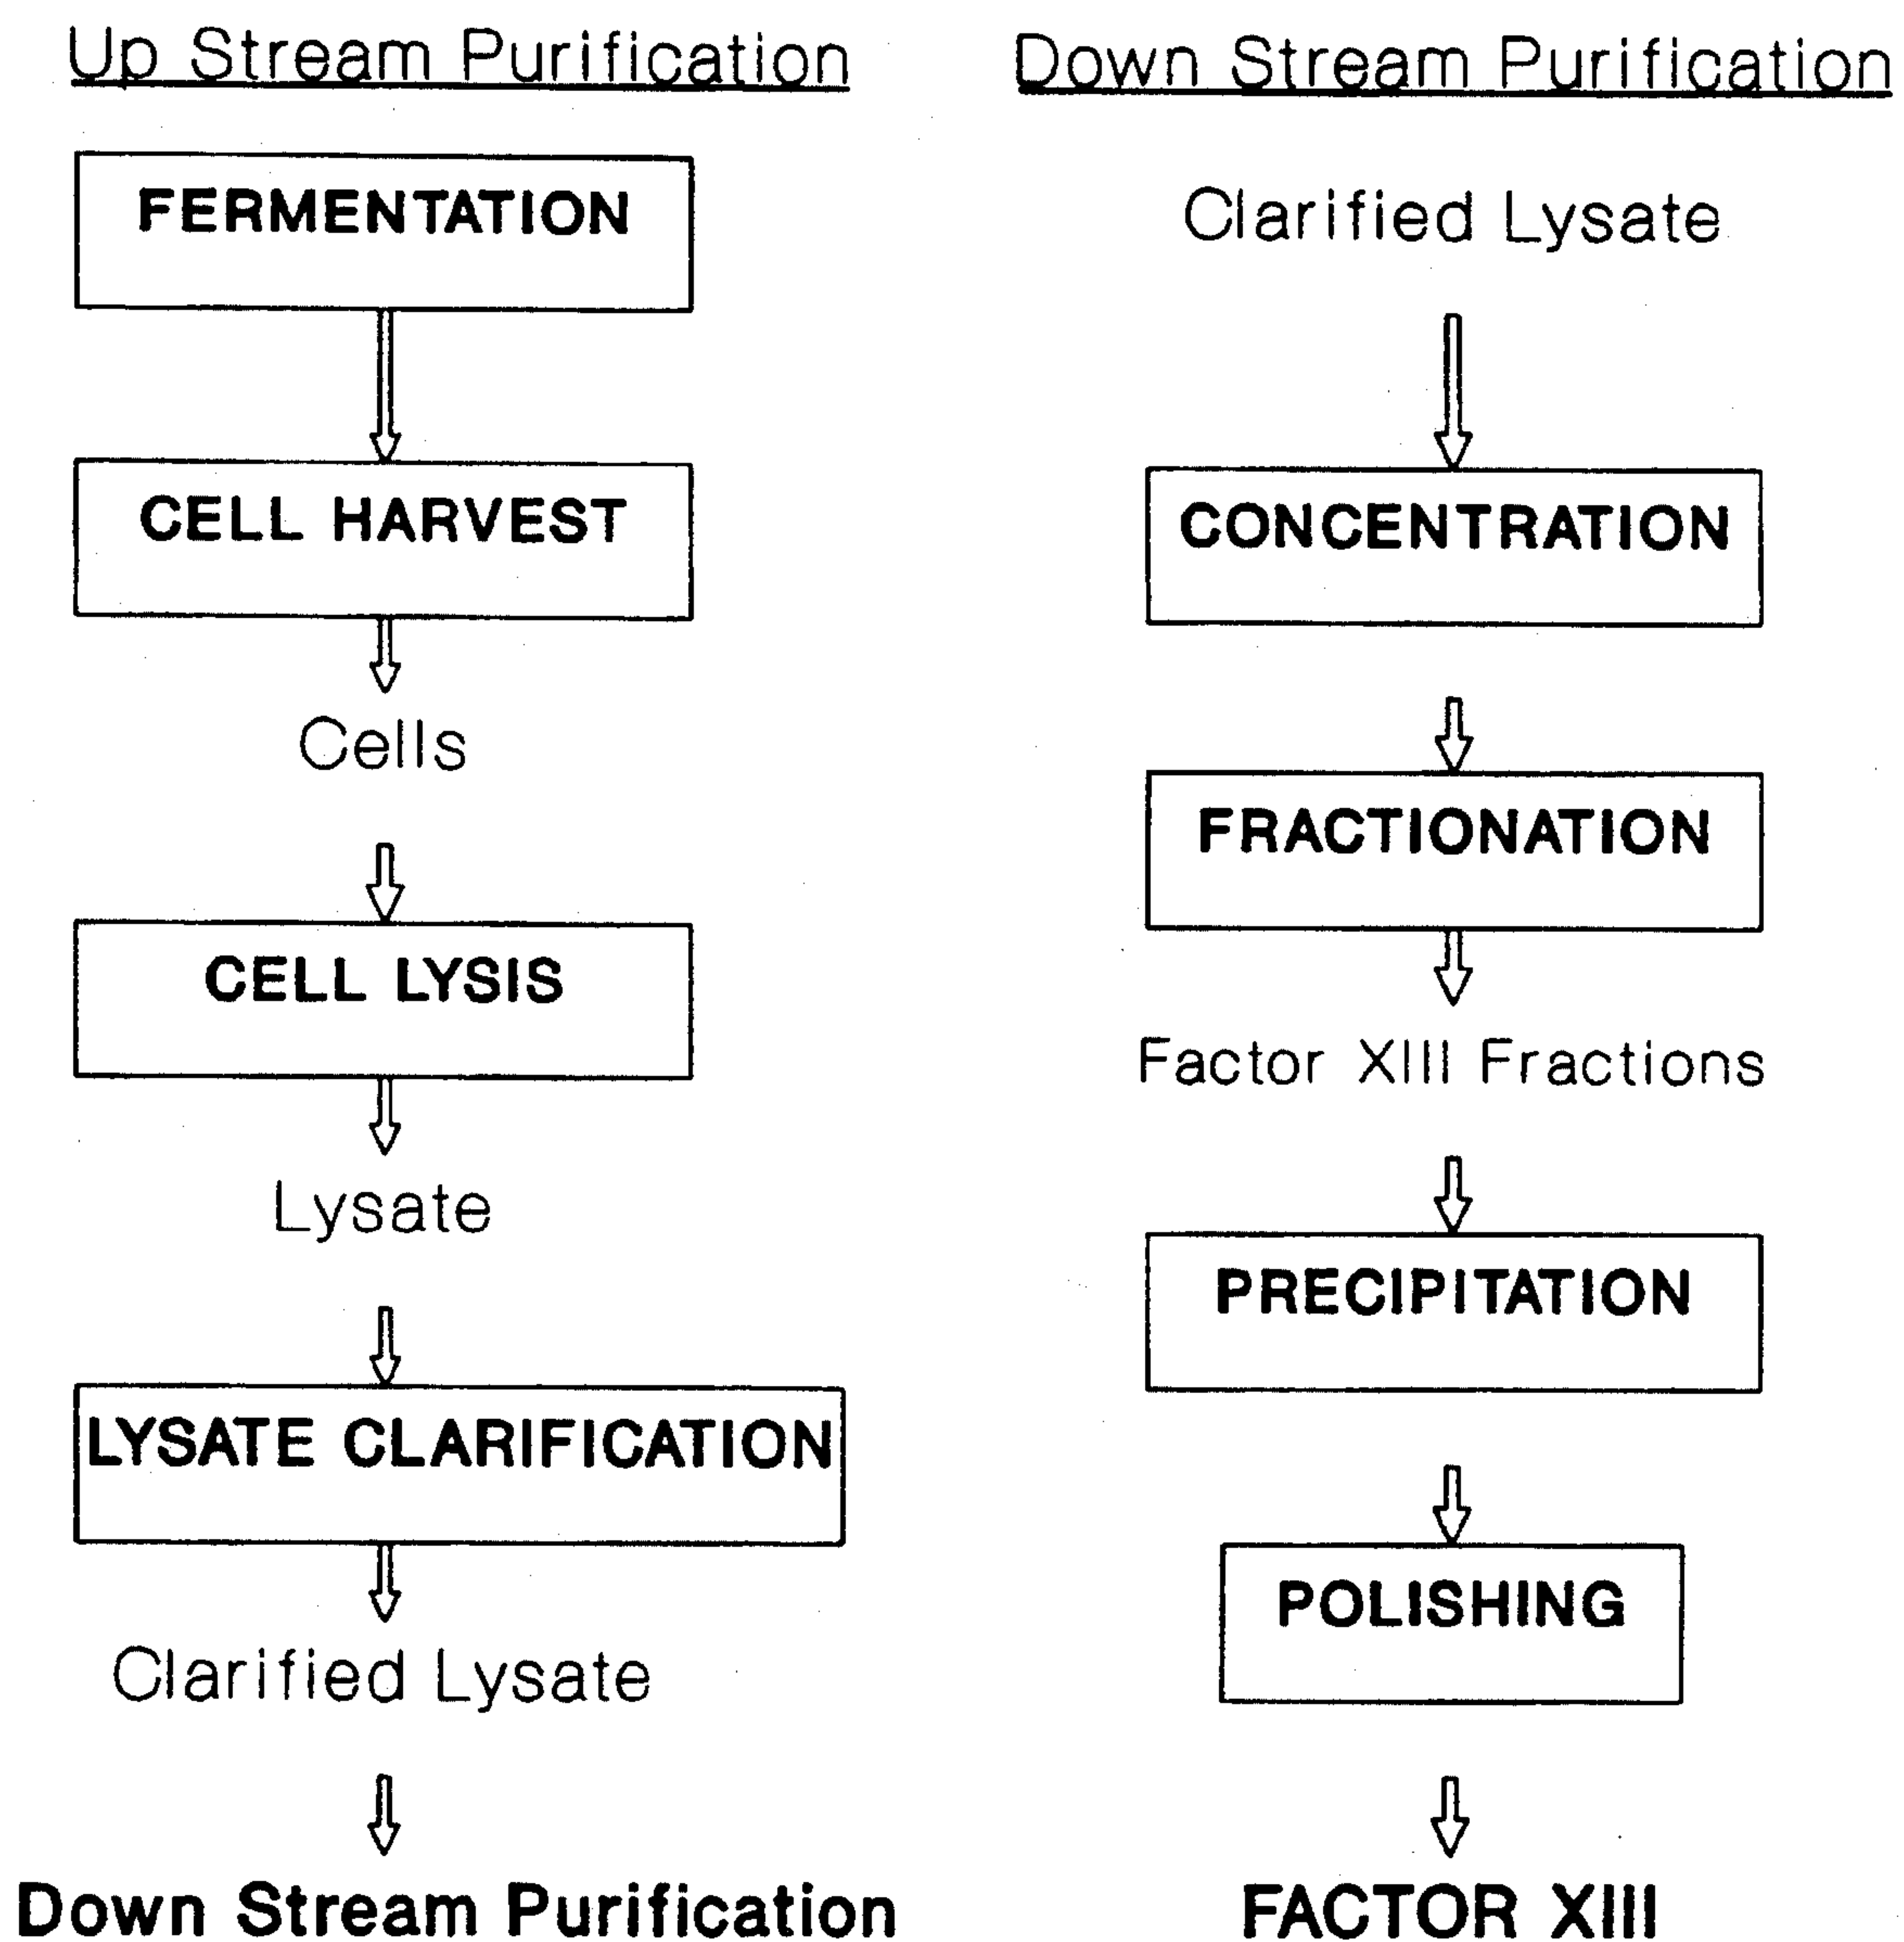 Up Stream Purification
FERMENTATION
CELL HARVEST
Cells
CELL LYSIS
Lysate
LYSATE CLARIFICATION
Clarified Lysate
Down Stream Purification
Down Stream Purification
Clarified Lysate
CONCENTRATION
FRACTIONATION
Factor XIII Fractions
PRECIPITATION
POLISHING
FACTOR XIII